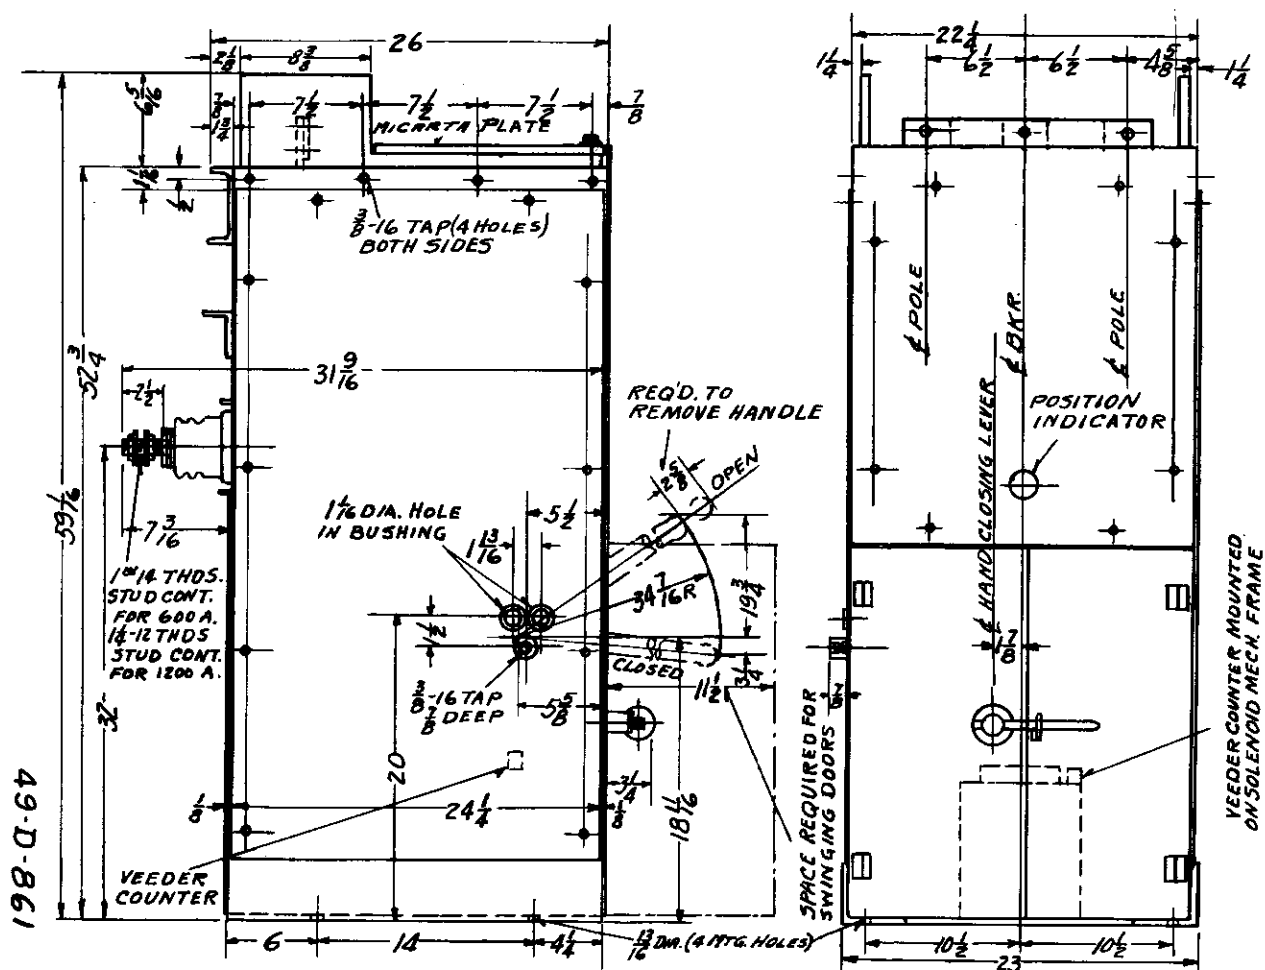 26
22 1/4
2 1/8
8 3/8
1 1/4
6 1/2
6 1/2
4 5/8
1 1/4
7 1/2
7 1/2
7 1/2
7/8
MICARTA PLATE
1 1/16
1/2
3/8-16 TAP (4 HOLES)
BOTH SIDES
59 1/16
52 3/4
31 9/16
2 1/2
7 3/16
REQ'D. TO
REMOVE HANDLE
2 5/8
OPEN
1 1/16 DIA. HOLE
IN BUSHING
5 1/2
1 13/16
34 7/16 R
19 3/4
1"-14 THDS.
STUD CONT.
FOR 600 A.
1 1/4-12 THDS
STUD CONT.
FOR 1200 A.
32
1 1/2
CLOSED
11 1/2
3 1/4
3/8-16 TAP
7/8 DEEP
5 5/8
20
3 1/4
18 11/16
1/8
24 1/4
1/8
VEEDER
COUNTER
49-D-861
6
14
4 1/4
13/16 DIA. (4 MTG. HOLES)
SPACE REQUIRED FOR
SWINGING DOORS
℄ POLE
℄ BKR.
℄ POLE
℄ HAND CLOSING LEVER
POSITION
INDICATOR
1 7/8
7/8
VEEDER COUNTER MOUNTED
ON SOLENOID MECH. FRAME
10 1/2
10 1/2
23